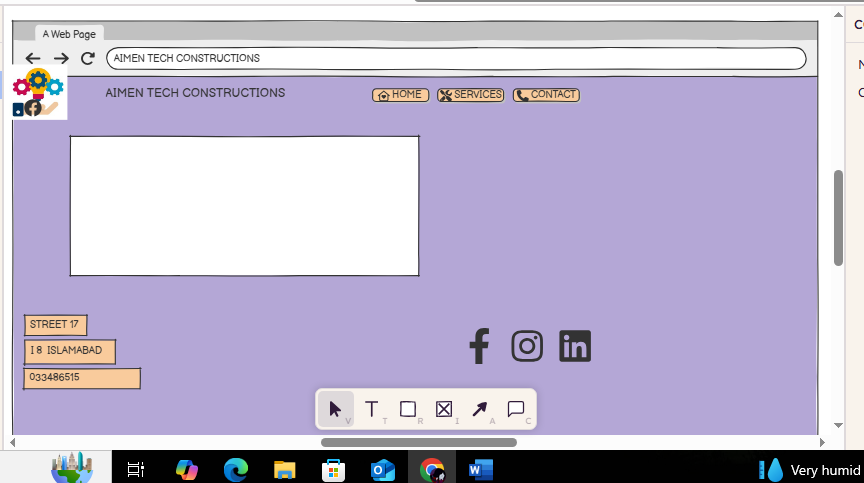 C
A Web Page
AIMEN TECH CONSTRUCTIONS
AIMEN TECH CONSTRUCTIONS
HOME
SERVICES
CONTACT
STREET 17
I 8 ISLAMABAD
033486515
V
T T
R
I
A
C
W
Very humid